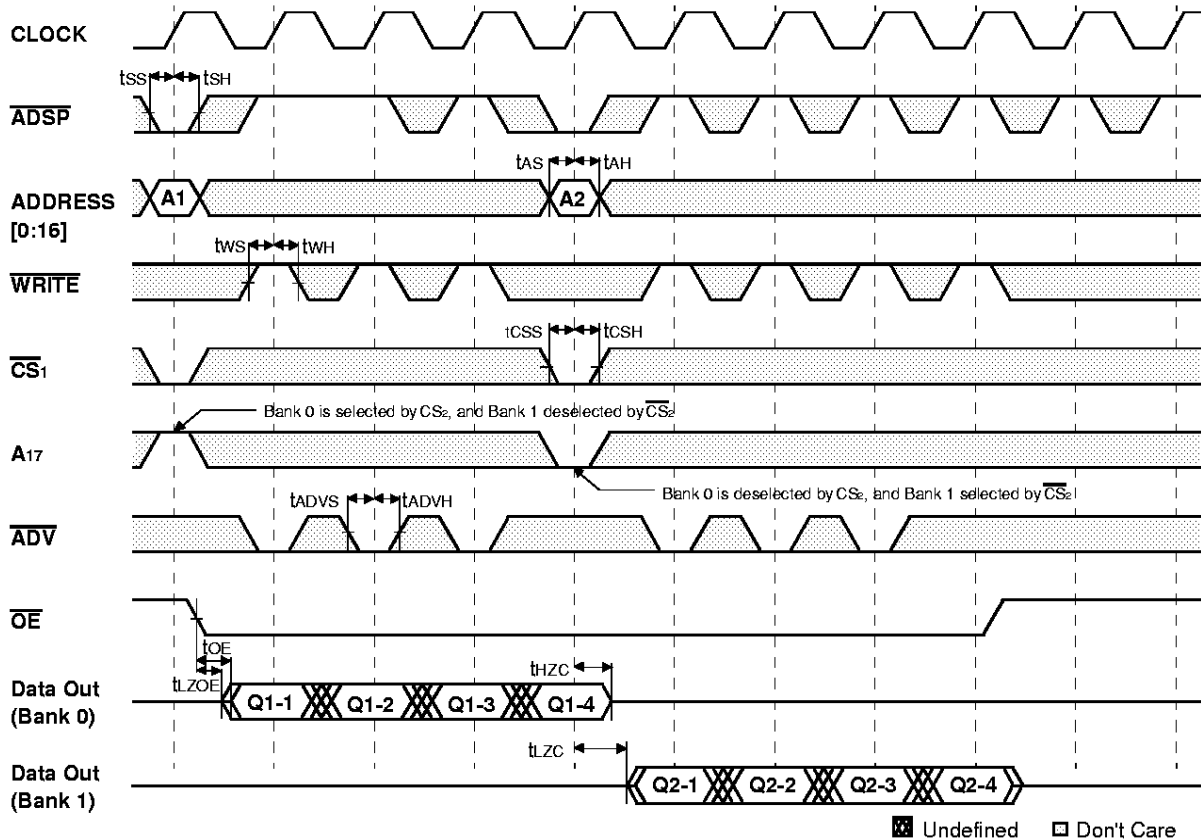 CLOCK
tSS tSH
ADSP
tAS tAH
ADDRESS
[0:16]
A1 A2
tWS tWH
WRITE
tCSS tCSH
CS1
Bank 0 is selected by CS2, and Bank 1 deselected by CS2
A17
Bank 0 is deselected by CS2, and Bank 1 selected by CS2
tADVS tADVH
ADV
OE
tOE
tHZC
tLZOE
Data Out
(Bank 0)
Q1-1 Q1-2 Q1-3 Q1-4
tLZC
Data Out
(Bank 1)
Q2-1 Q2-2 Q2-3 Q2-4
Undefined Don't Care